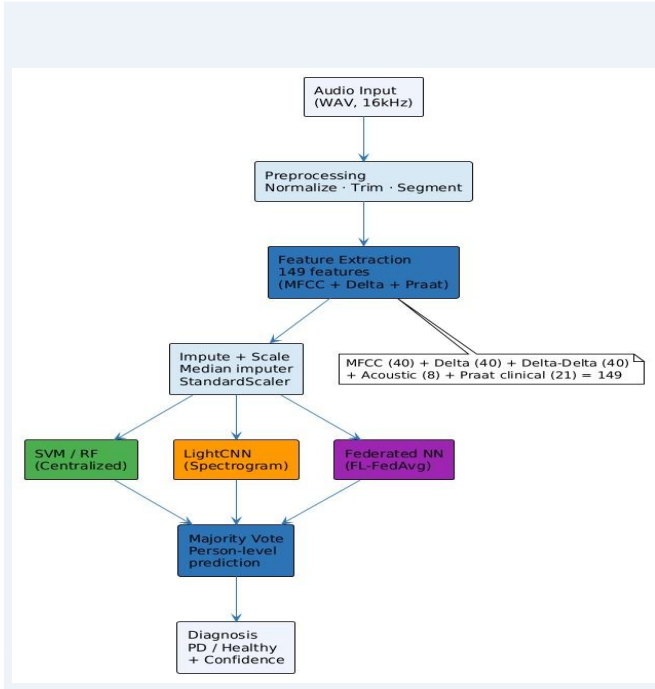 Audio Input
(WAV, 16kHz)
Preprocessing
Normalize · Trim · Segment
Feature Extraction
149 features
(MFCC + Delta + Praat)
Impute + Scale
Median imputer
StandardScaler
MFCC (40) + Delta (40) + Delta-Delta (40)
+ Acoustic (8) + Praat clinical (21) = 149
SVM / RF
(Centralized)
LightCNN
(Spectrogram)
Federated NN
(FL-FedAvg)
Majority Vote
Person-level
prediction
Diagnosis
PD / Healthy
+ Confidence